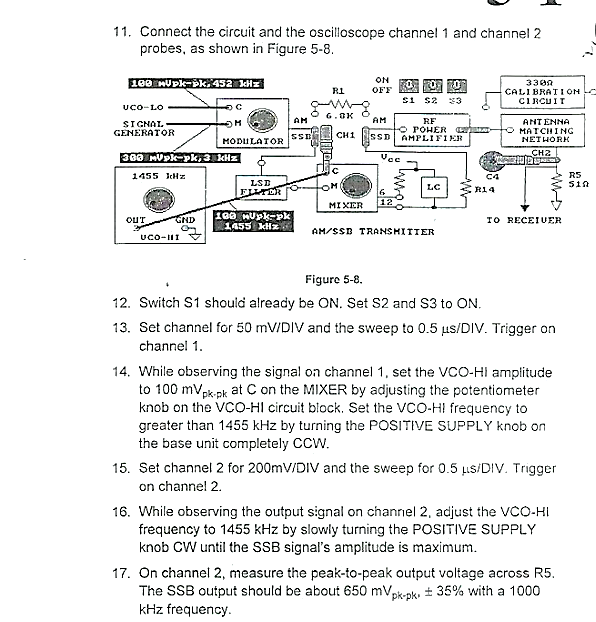 11. Connect the circuit and the oscilloscope channel 1 and channel 2
probes, as shown in Figure 5-8.
100 mVpk-pk, 452 kHz
VCO-LO
C
SIGNAL
GENERATOR
M
MODULATOR
300 mVpk-pk, 3 kHz
R1
6.8K
AM
SSB
CH1
AM
SSB
ON
OFF
S1 S2 S3
RF
POWER
AMPLIFIER
330Ω
CALIBRATION
CIRCUIT
ANTENNA
MATCHING
NETWORK
CH2
C4
R5
51Ω
1455 kHz
OUT
GND
VCO-HI
LSB
FILTER
100 mVpk-pk
1455 kHz
C
M
MIXER
Vcc
6
12
LC
R14
TO RECEIVER
AM/SSB TRANSMITTER
Figure 5-8.
12. Switch S1 should already be ON. Set S2 and S3 to ON.
13. Set channel for 50 mV/DIV and the sweep to 0.5 μs/DIV. Trigger on
channel 1.
14. While observing the signal on channel 1, set the VCO-HI amplitude
to 100 mVpk-pk at C on the MIXER by adjusting the potentiometer
knob on the VCO-HI circuit block. Set the VCO-HI frequency to
greater than 1455 kHz by turning the POSITIVE SUPPLY knob on
the base unit completely CCW.
15. Set channel 2 for 200mV/DIV and the sweep for 0.5 μs/DIV. Trigger
on channel 2.
16. While observing the output signal on channel 2, adjust the VCO-HI
frequency to 1455 kHz by slowly turning the POSITIVE SUPPLY
knob CW until the SSB signal's amplitude is maximum.
17. On channel 2, measure the peak-to-peak output voltage across R5.
The SSB output should be about 650 mVpk-pk, ± 35% with a 1000
kHz frequency.